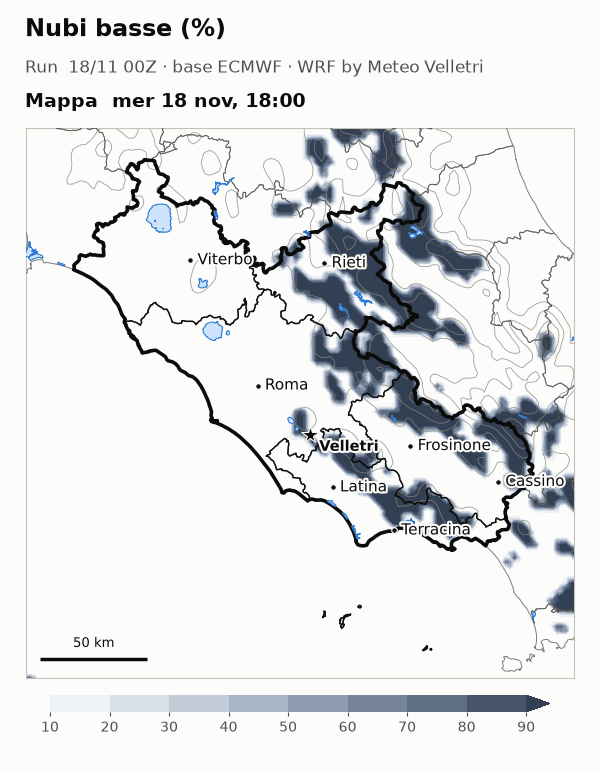 Nubi basse (%)
Run  18/11 00Z · base ECMWF · WRF by Meteo Velletri
Mappa  mer 18 nov, 18:00
Viterbo
Rieti
Roma
Velletri
Frosinone
Cassino
Latina
Terracina
50 km
10 20 30 40 50 60 70 80 90